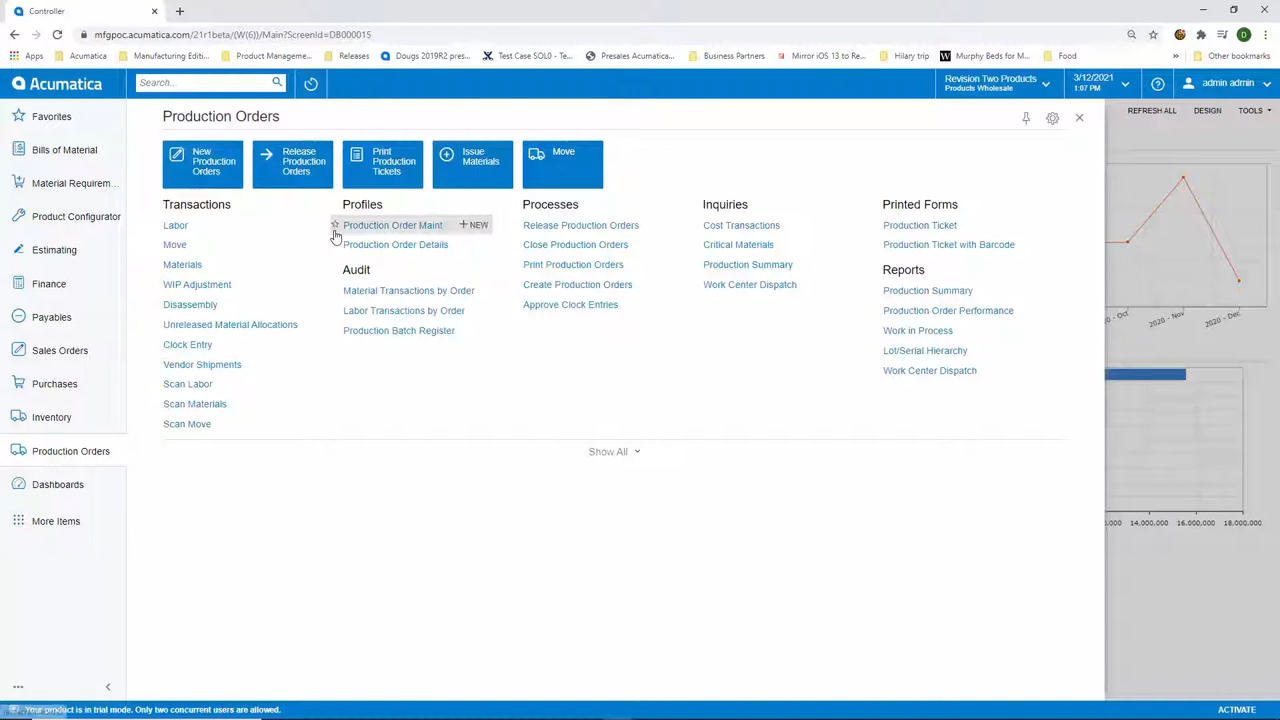 Controller
mfgpoc.acumatica.com/21r1beta/(W(6))/Main?ScreenId=DB000015
Apps
Acumatica
Manufacturing Editi...
Product Manageme...
Releases
Dougs 2019R2 pres...
Test Case SOL0 - Te...
Presales Acumatica...
Business Partners
Mirror iOS 13 to Re...
Hilary trip
Murphy Beds for M...
Food
Other bookmarks
Acumatica
Search...
Revision Two Products
Products Wholesale
3/12/2021
1:07 PM
admin admin
Favorites
Bills of Material
Material Requirem...
Product Configurator
Estimating
Finance
Payables
Sales Orders
Purchases
Inventory
Production Orders
Dashboards
More Items
Production Orders
New Production Orders
Release Production Orders
Print Production Tickets
Issue Materials
Move
Transactions
Labor
Move
Materials
WIP Adjustment
Disassembly
Unreleased Material Allocations
Clock Entry
Vendor Shipments
Scan Labor
Scan Materials
Scan Move
Profiles
Production Order Maint + NEW
Production Order Details
Audit
Material Transactions by Order
Labor Transactions by Order
Production Batch Register
Processes
Release Production Orders
Close Production Orders
Print Production Orders
Create Production Orders
Approve Clock Entries
Inquiries
Cost Transactions
Critical Materials
Production Summary
Work Center Dispatch
Printed Forms
Production Ticket
Production Ticket with Barcode
Reports
Production Summary
Production Order Performance
Work in Process
Lot/Serial Hierarchy
Work Center Dispatch
Show All
REFRESH ALL
DESIGN
TOOLS
- Oct
2020 - Nov
2020 - Dec
.000
14,000,000
16,000,000
18,000,000
Your product is in trial mode. Only two concurrent users are allowed.
ACTIVATE